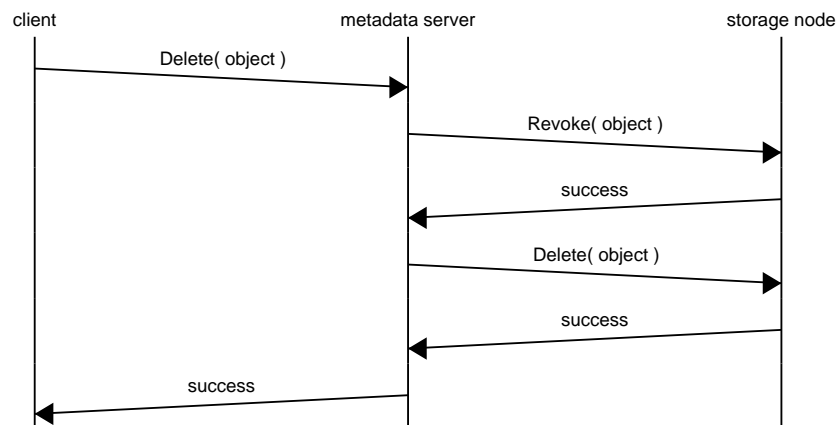 client metadata server storage node
Delete( object )
Revoke( object )
success
Delete( object )
success
success